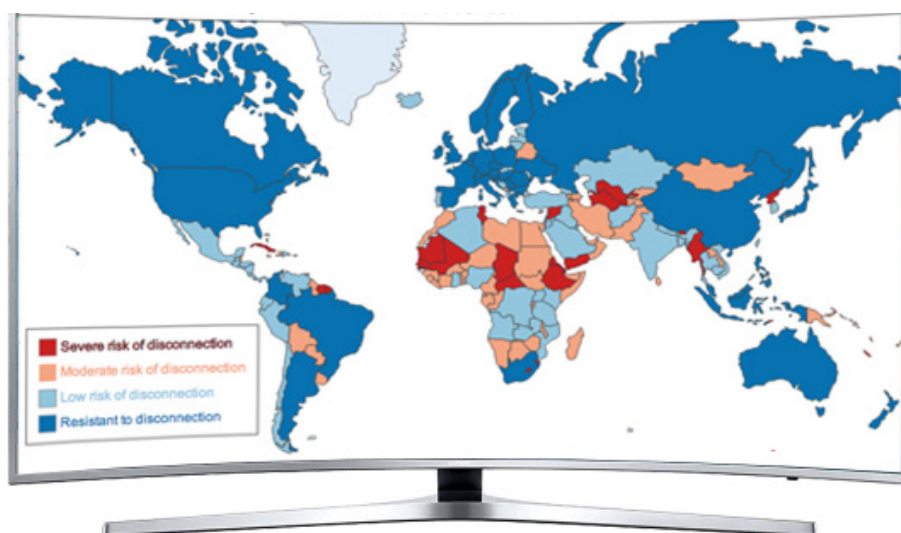 Severe risk of disconnection
Moderate risk of disconnection
Low risk of disconnection
Resistant to disconnection